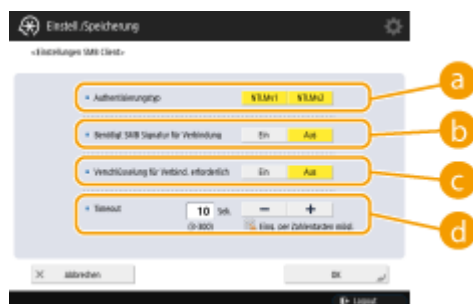 Einstell./Speicherung
<Einstellungen SMB Client>
Authentisierungstyp NTLMv1 NTLMv2
a
Benötigt SMB Signatur für Verbindung Ein Aus
b
Verschlüsselung für Verbind. erforderlich Ein Aus
c
Timeout 10 Sek. − +
(0-300) Eing. per Zahlentasten mögl.
d
Abbrechen OK
Logout